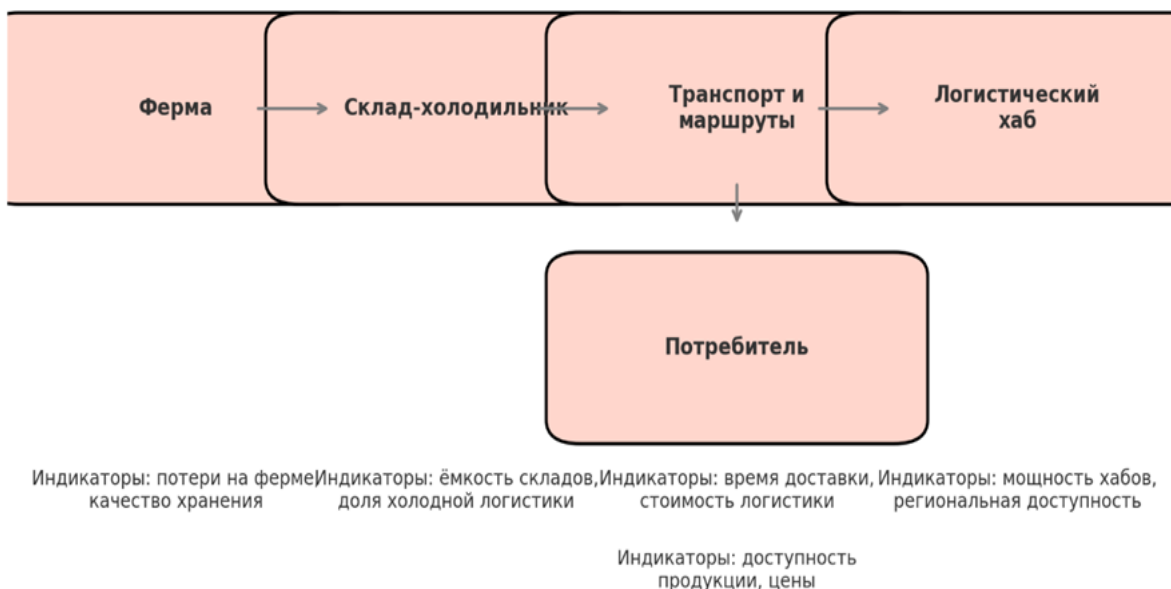 Ферма
Склад-холодильник
Транспорт и
маршруты
Логистический
хаб
Потребитель
Индикаторы: потери на ферме,
качество хранения
Индикаторы: ёмкость складов,
доля холодной логистики
Индикаторы: время доставки,
стоимость логистики
Индикаторы: мощность хабов,
региональная доступность
Индикаторы: доступность
продукции, цены